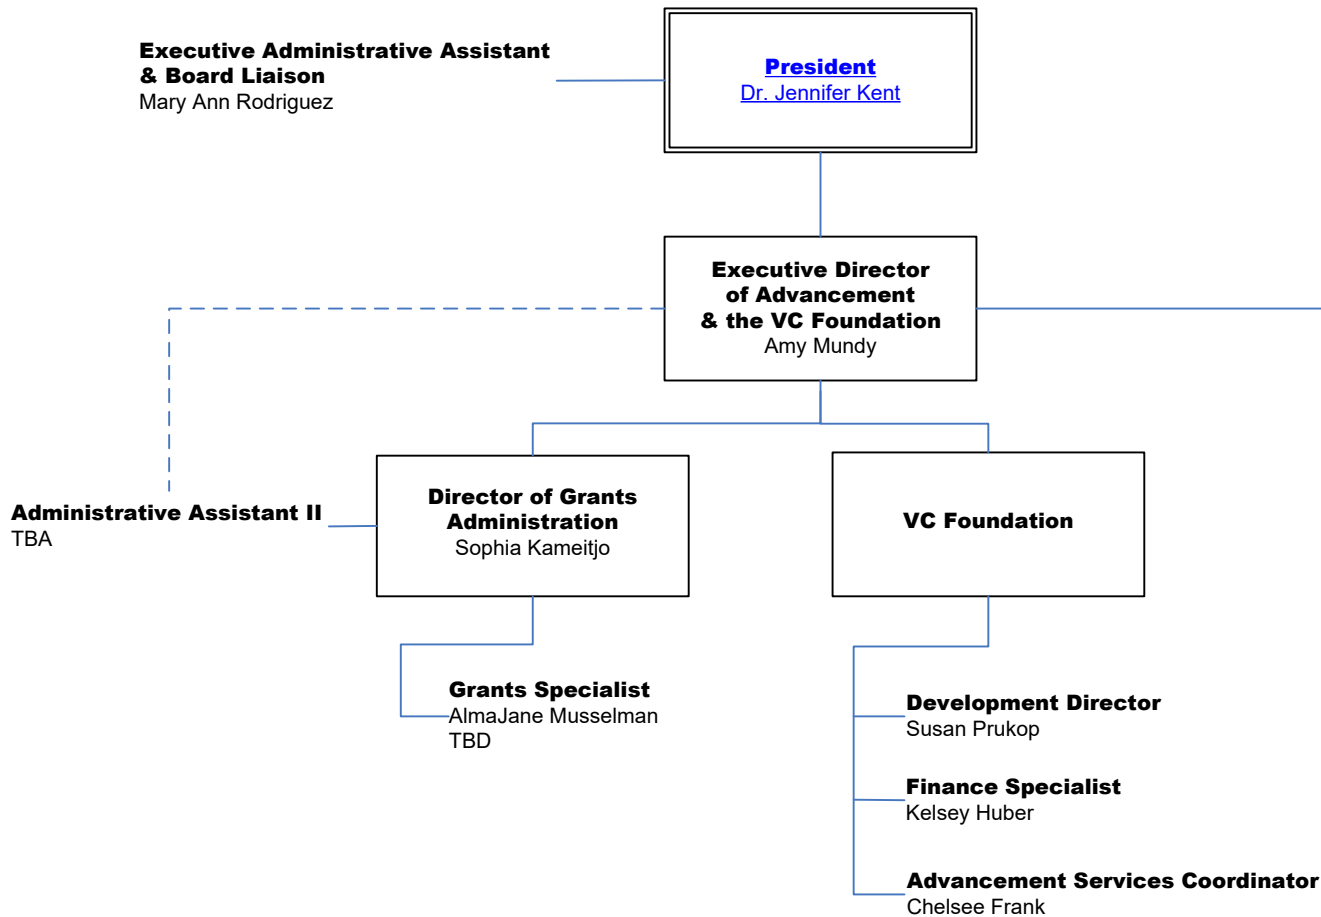 Executive Administrative Assistant
& Board Liaison
Mary Ann Rodriguez
President
Dr. Jennifer Kent
Executive Director
of Advancement
& the VC Foundation
Amy Mundy
Administrative Assistant II
TBA
Director of Grants
Administration
Sophia Kameitjo
VC Foundation
Grants Specialist
AlmaJane Musselman
TBD
Development Director
Susan Prukop
Finance Specialist
Kelsey Huber
Advancement Services Coordinator
Chelsee Frank